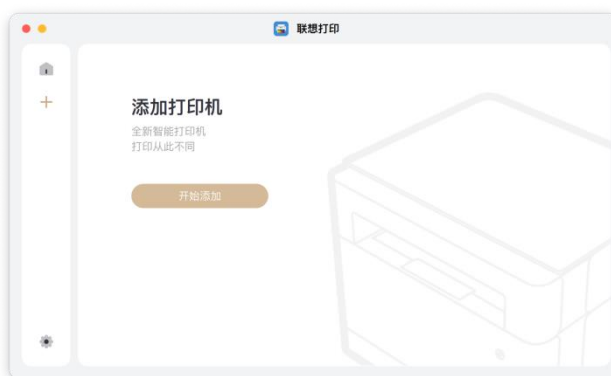 联想打印
添加打印机
全新智能打印机
打印从此不同
开始添加